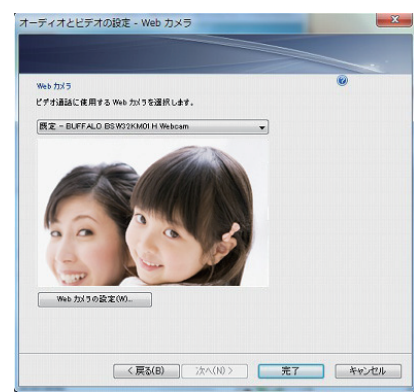 オーディオとビデオの設定 - Web カメラ
Web カメラ
ビデオ通話に使用する Web カメラを選択します。
既定 - BUFFALO BSW32KM01 H Webcam
Web カメラの設定(W)...
< 戻る(B)
次へ(N) >
完了
キャンセル